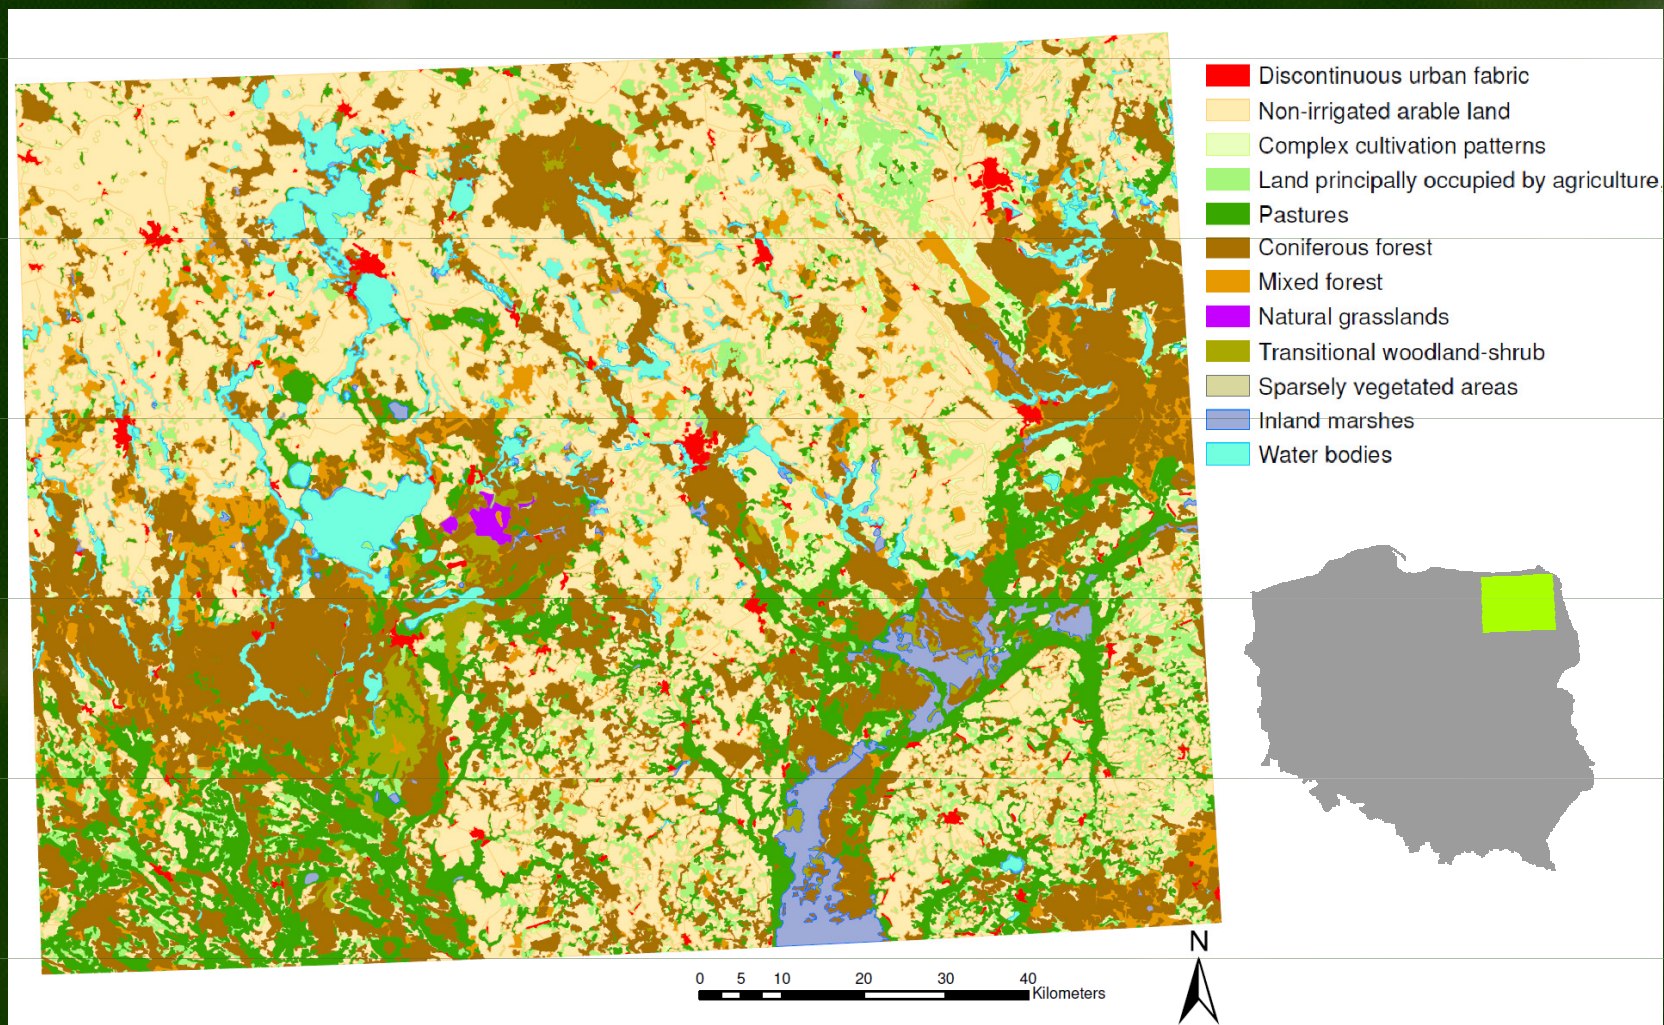 Discontinuous urban fabric
Non-irrigated arable land
Complex cultivation patterns
Land principally occupied by agriculture,
Pastures
Coniferous forest
Mixed forest
Natural grasslands
Transitional woodland-shrub
Sparsely vegetated areas
Inland marshes
Water bodies
N
0 5 10 20 30 40
Kilometers